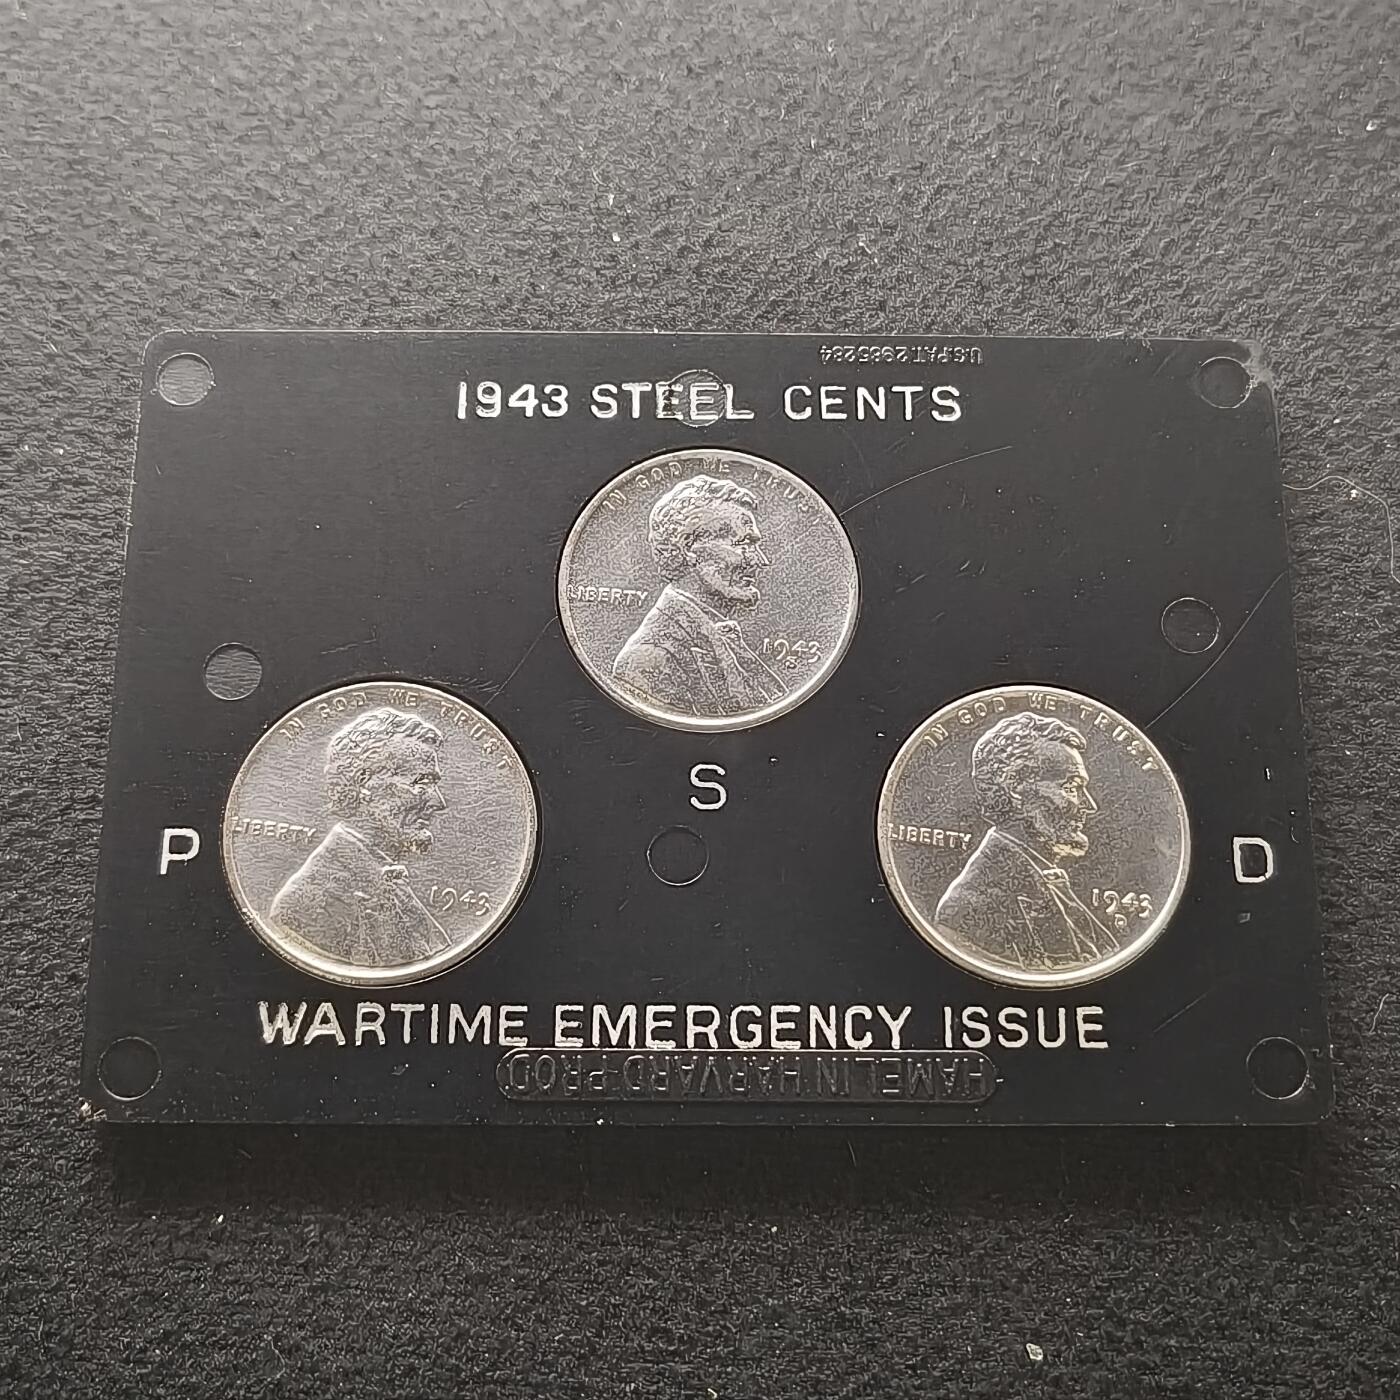 U.S.PAT.2985284
1943 STEEL CENTS
IN GOD WE TRUST
LIBERTY
1943
S
S
IN GOD WE TRUST
LIBERTY
1943
P
IN GOD WE TRUST
LIBERTY
1943
D
D
WARTIME EMERGENCY ISSUE
HAMELIN HARVARD PROD